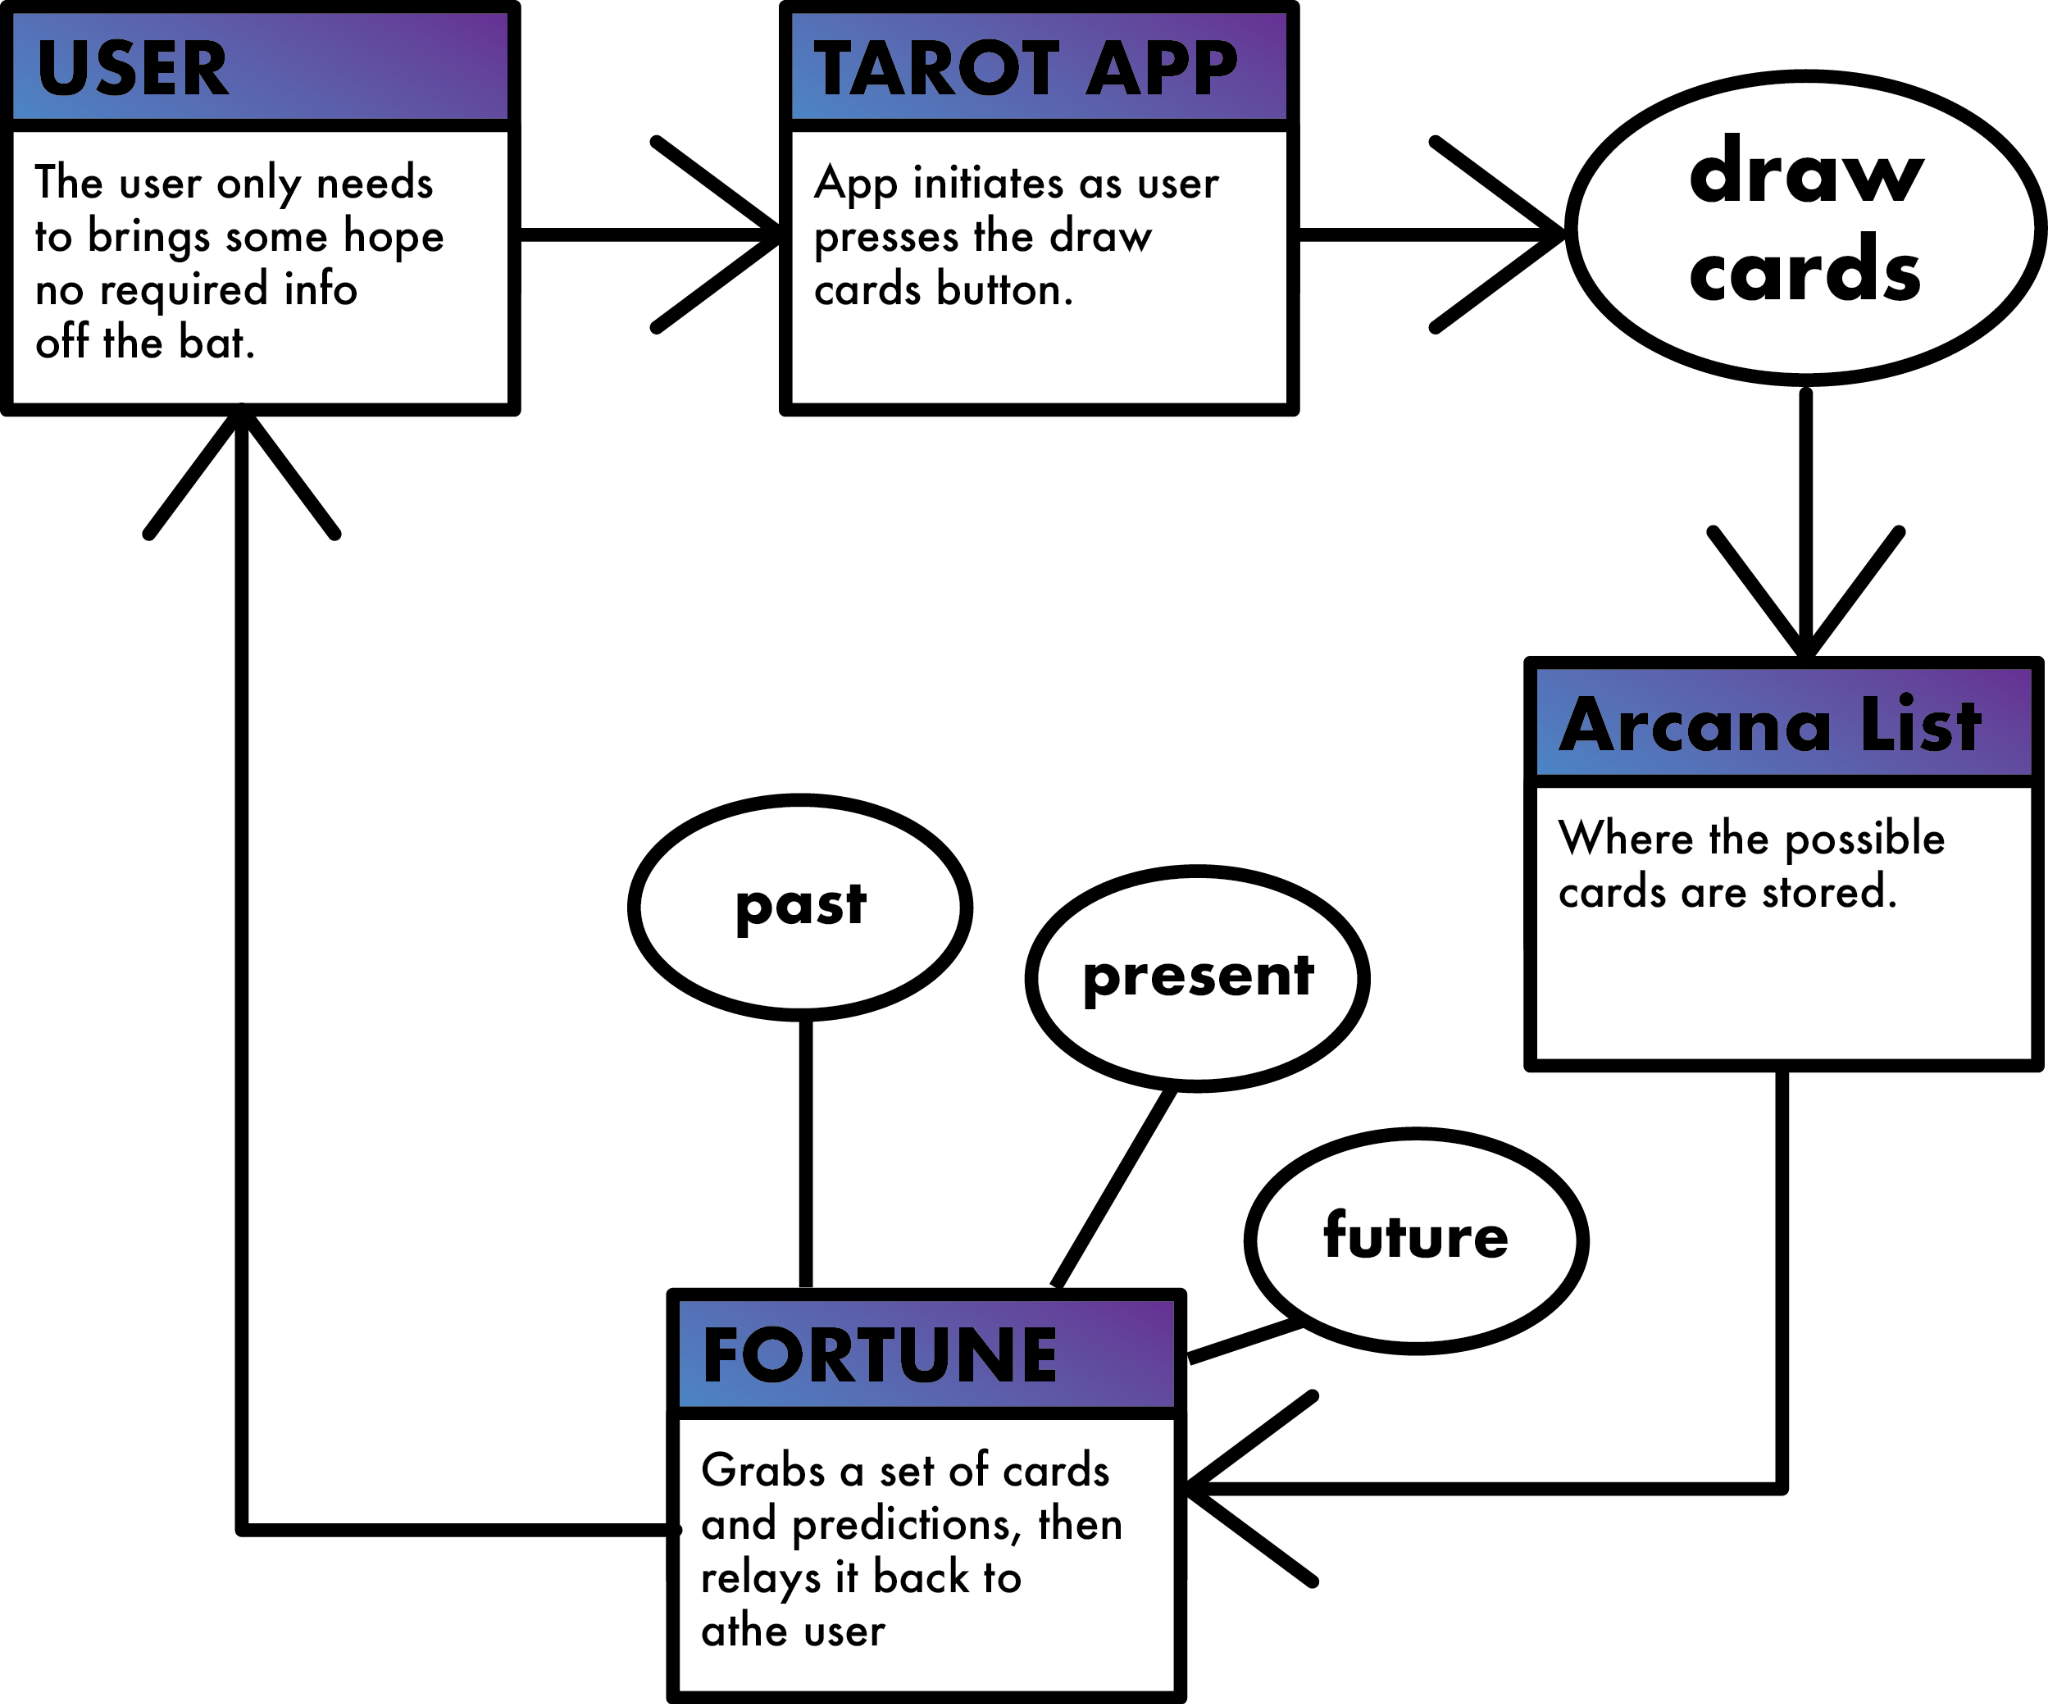 USER
The user only needs
to brings some hope
no required info
off the bat.
TAROT APP
App initiates as user
presses the draw
cards button.
draw
cards
Arcana List
Where the possible
cards are stored.
past
present
future
FORTUNE
Grabs a set of cards
and predictions, then
relays it back to
athe user